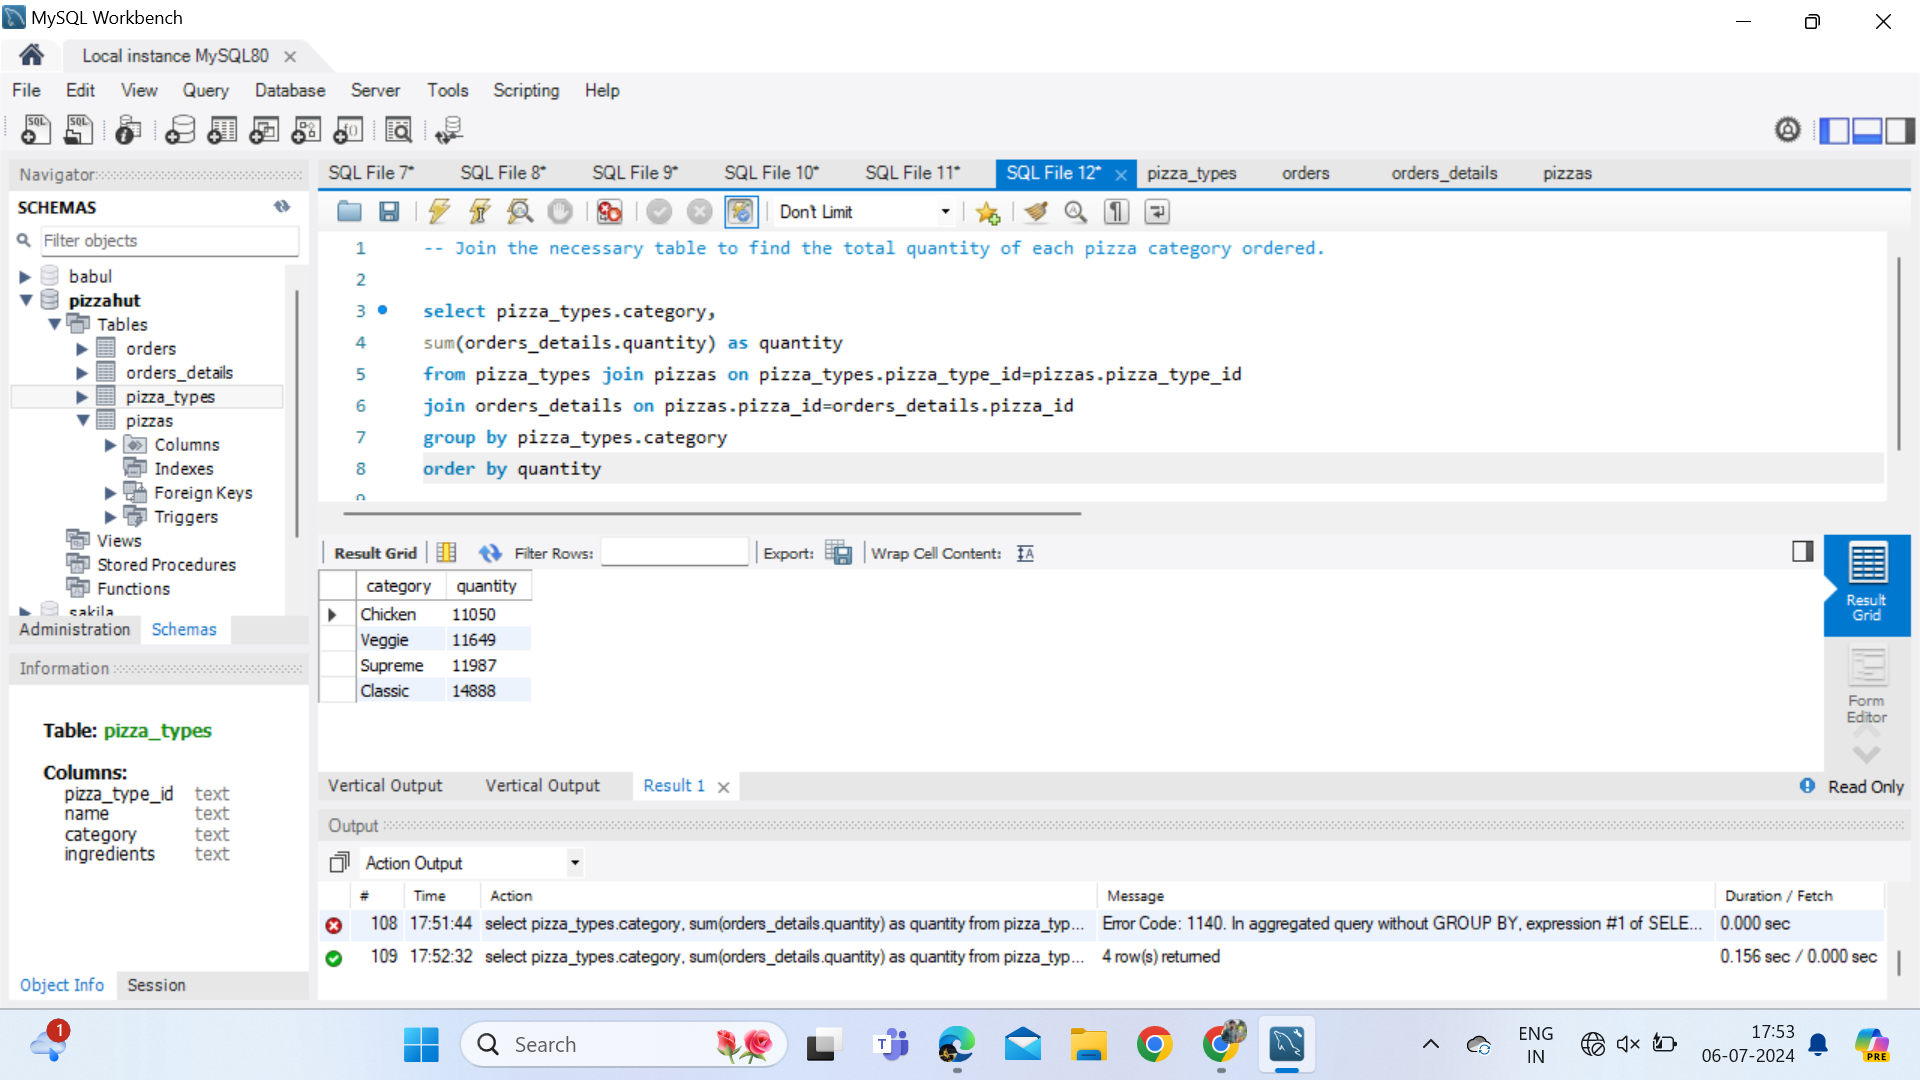 MySQL Workbench
Local instance MySQL80
File Edit View Query Database Server Tools Scripting Help
Navigator
SCHEMAS
Filter objects
babul
pizzahut
Tables
orders
orders_details
pizza_types
pizzas
Columns
Indexes
Foreign Keys
Triggers
Views
Stored Procedures
Functions
sakila
Administration Schemas
Information
Table: pizza_types
Columns:
pizza_type_id text
name text
category text
ingredients text
Object Info Session
SQL File 7* SQL File 8* SQL File 9* SQL File 10* SQL File 11* SQL File 12* pizza_types orders orders_details pizzas
Don't Limit
1 -- Join the necessary table to find the total quantity of each pizza category ordered.
2
3 select pizza_types.category,
4 sum(orders_details.quantity) as quantity
5 from pizza_types join pizzas on pizza_types.pizza_type_id=pizzas.pizza_type_id
6 join orders_details on pizzas.pizza_id=orders_details.pizza_id
7 group by pizza_types.category
8 order by quantity
9
Result Grid Filter Rows: Export: Wrap Cell Content:
category quantity
Chicken 11050
Veggie 11649
Supreme 11987
Classic 14888
Result Grid
Form Editor
Vertical Output Vertical Output Result 1 Read Only
Output
Action Output
# Time Action Message Duration / Fetch
108 17:51:44 select pizza_types.category, sum(orders_details.quantity) as quantity from pizza_typ... Error Code: 1140. In aggregated query without GROUP BY, expression #1 of SELE... 0.000 sec
109 17:52:32 select pizza_types.category, sum(orders_details.quantity) as quantity from pizza_typ... 4 row(s) returned 0.156 sec / 0.000 sec
1
Search
ENG
IN
17:53
06-07-2024
PRE